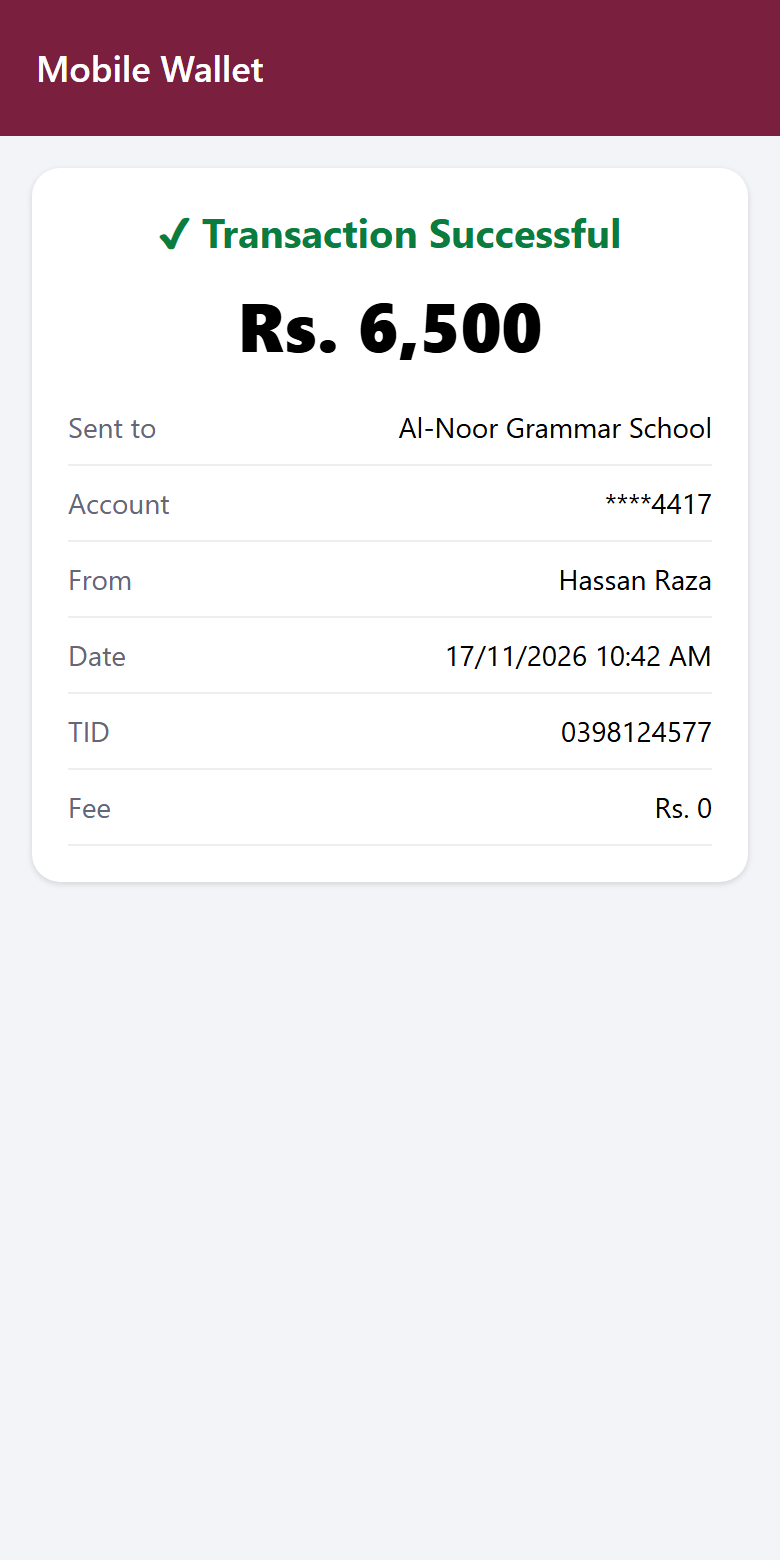 Mobile Wallet
✔ Transaction Successful
Rs. 6,500
Sent to Al-Noor Grammar School
Account ****4417
From Hassan Raza
Date 17/11/2026 10:42 AM
TID 0398124577
Fee Rs. 0